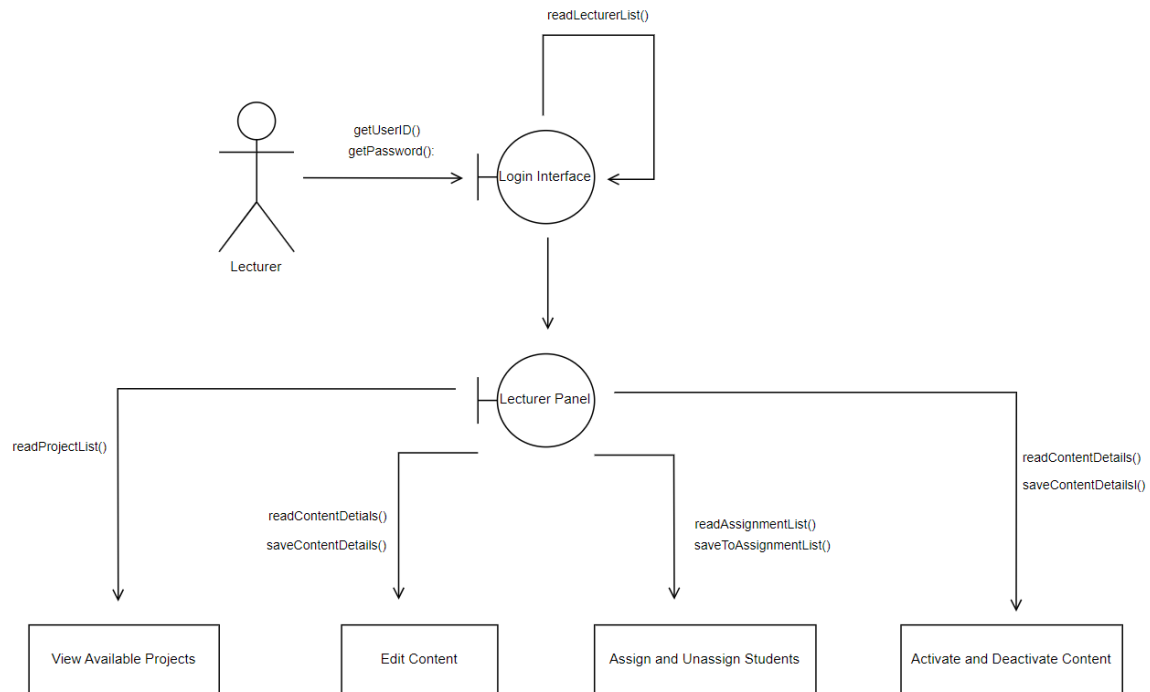 readLecturerList()
getUserID()
getPassword():
Login Interface
Lecturer
Lecturer Panel
readProjectList()
readContentDetials()
saveContentDetails()
readAssignmentList()
saveToAssignmentList()
readContentDetails()
saveContentDetailsl()
View Available Projects
Edit Content
Assign and Unassign Students
Activate and Deactivate Content